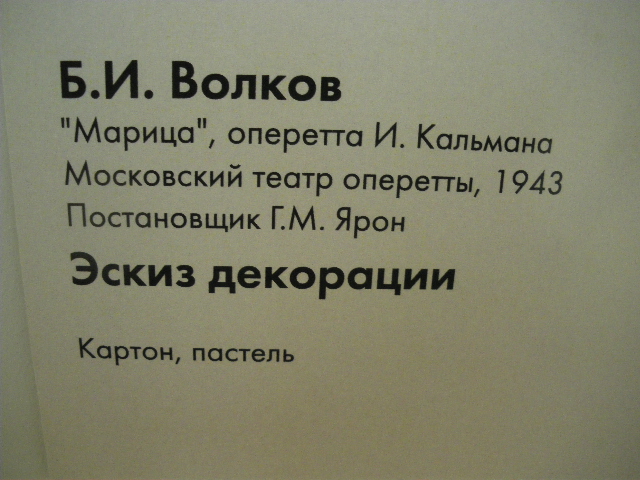 Б.И. Волков
"Марица", оперетта И. Кальмана
Московский театр оперетты, 1943
Постановщик Г.М. Ярон
Эскиз декорации
Картон, пастель